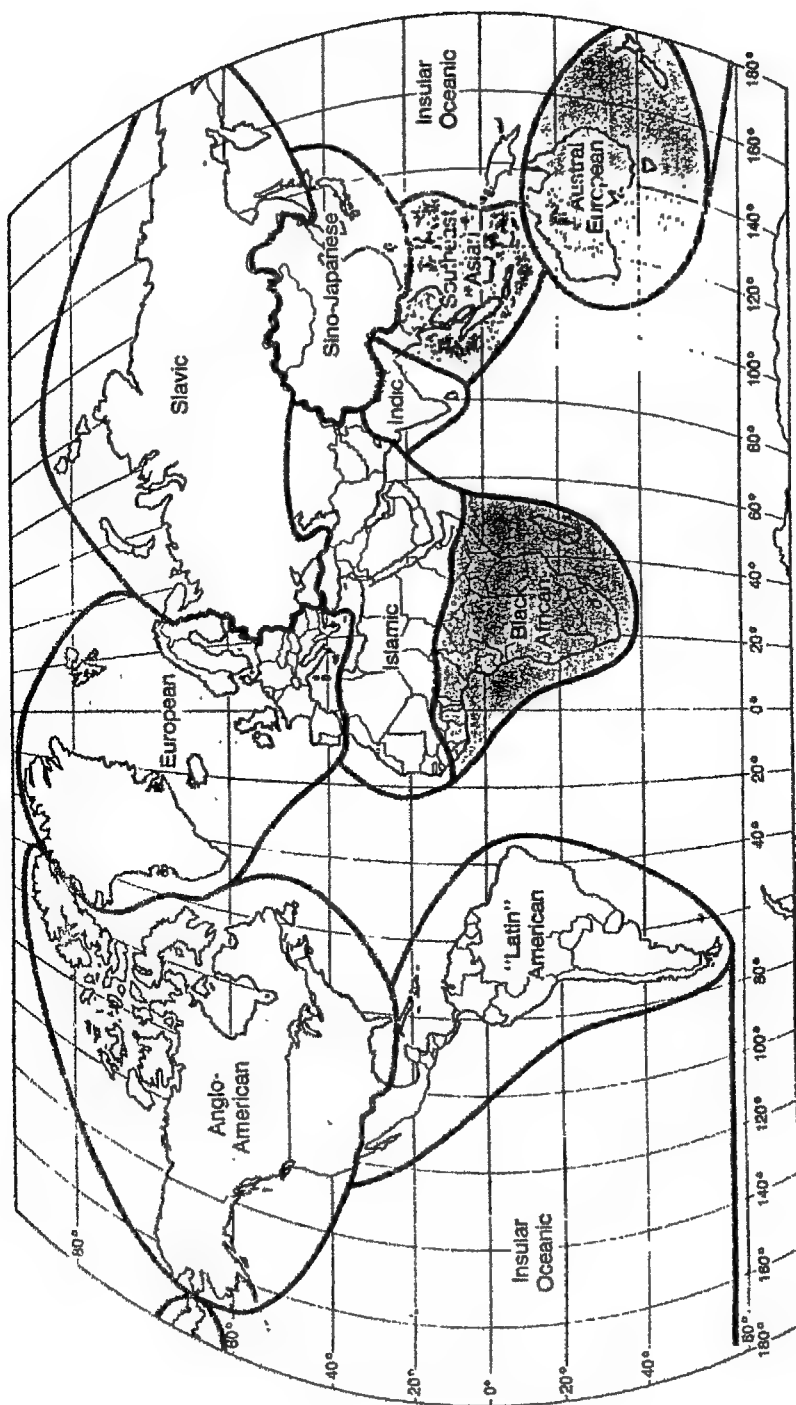 Anglo-
American
European
Slavic
Sino-Japanese
Islamic
Indic
Southeast
Asian
Black
African
"Latin"
American
Austral
European
Insular
Oceanic
Insular
Oceanic
80°
60°
40°
20°
0°
20°
40°
60°
180°
160°
140°
120°
100°
80°
60°
40°
20°
0°
20°
40°
60°
80°
100°
120°
140°
160°
180°